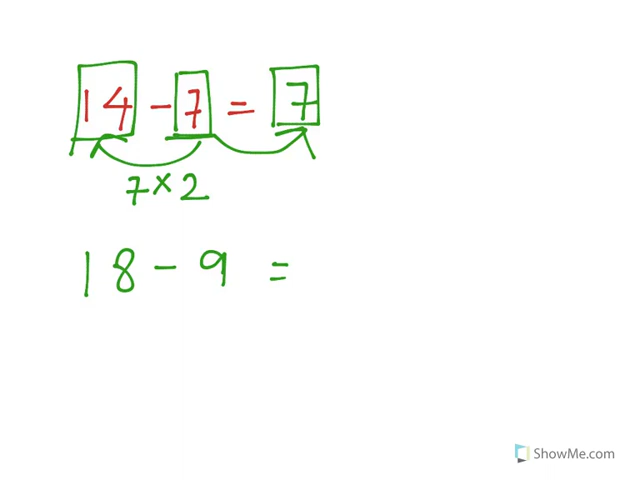 14 - 7 = 7
7 × 2
18 - 9 =
ShowMe.com